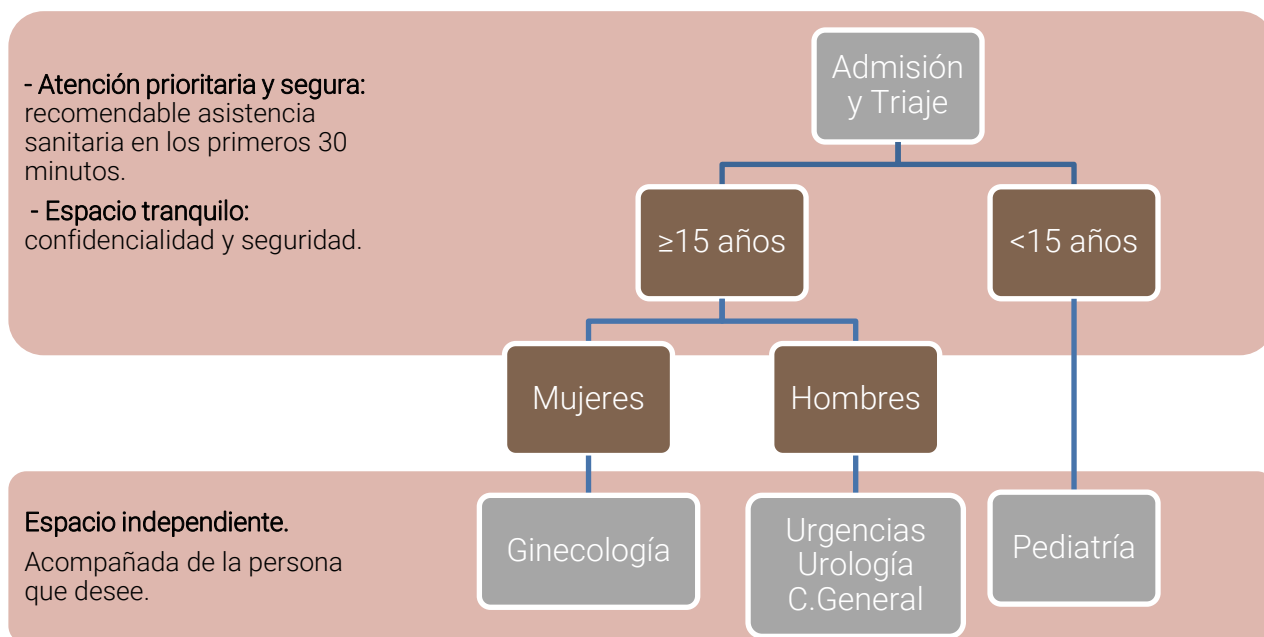 - Atención prioritaria y segura:
recomendable asistencia
sanitaria en los primeros 30
minutos.
- Espacio tranquilo:
confidencialidad y seguridad.
Admisión
y Triaje
≥15 años
<15 años
Mujeres
Hombres
Espacio independiente.
Acompañada de la persona
que desee.
Ginecología
Urgencias
Urología
C.General
Pediatría